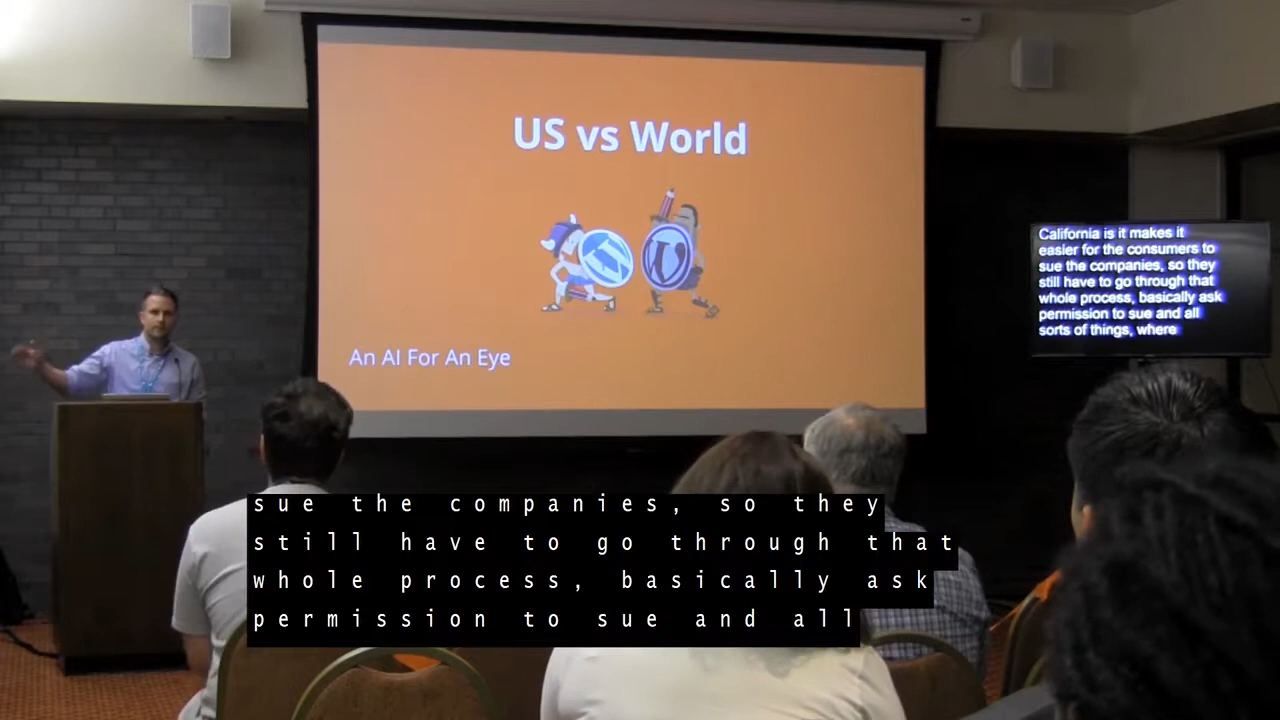 US vs World
An AI For An Eye
California is it makes it
easier for the consumers to
sue the companies, so they
still have to go through that
whole process, basically ask
permission to sue and all
sorts of things, where
sue the companies, so they
still have to go through that
whole process, basically ask
permission to sue and all